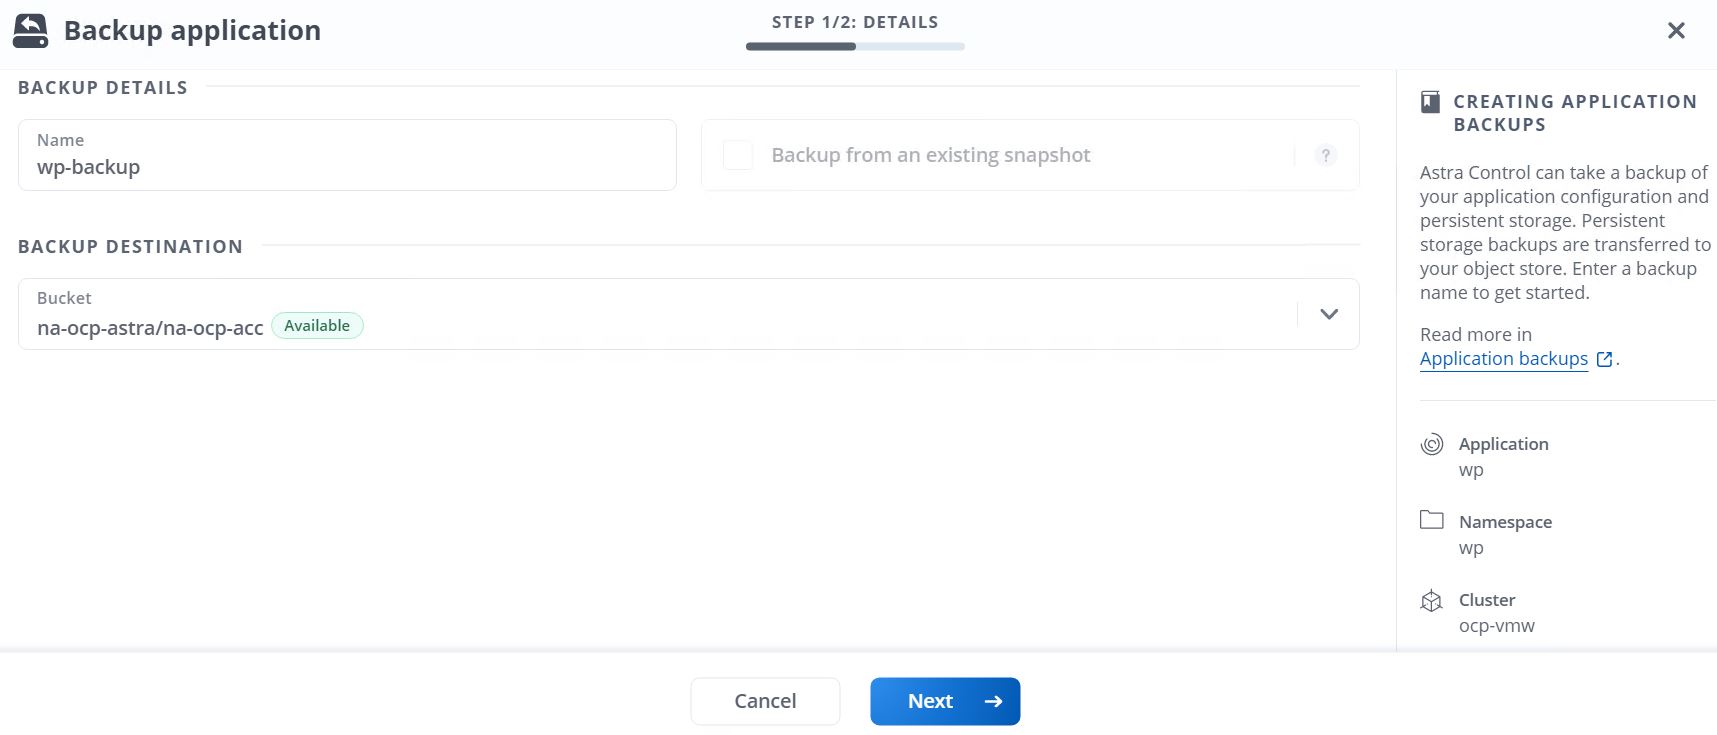 Backup application
STEP 1/2: DETAILS
BACKUP DETAILS
Name
wp-backup
Backup from an existing snapshot
?
BACKUP DESTINATION
Bucket
na-ocp-astra/na-ocp-acc Available
CREATING APPLICATION
BACKUPS
Astra Control can take a backup of
your application configuration and
persistent storage. Persistent
storage backups are transferred to
your object store. Enter a backup
name to get started.
Read more in
Application backups .
Application
wp
Namespace
wp
Cluster
ocp-vmw
Cancel
Next